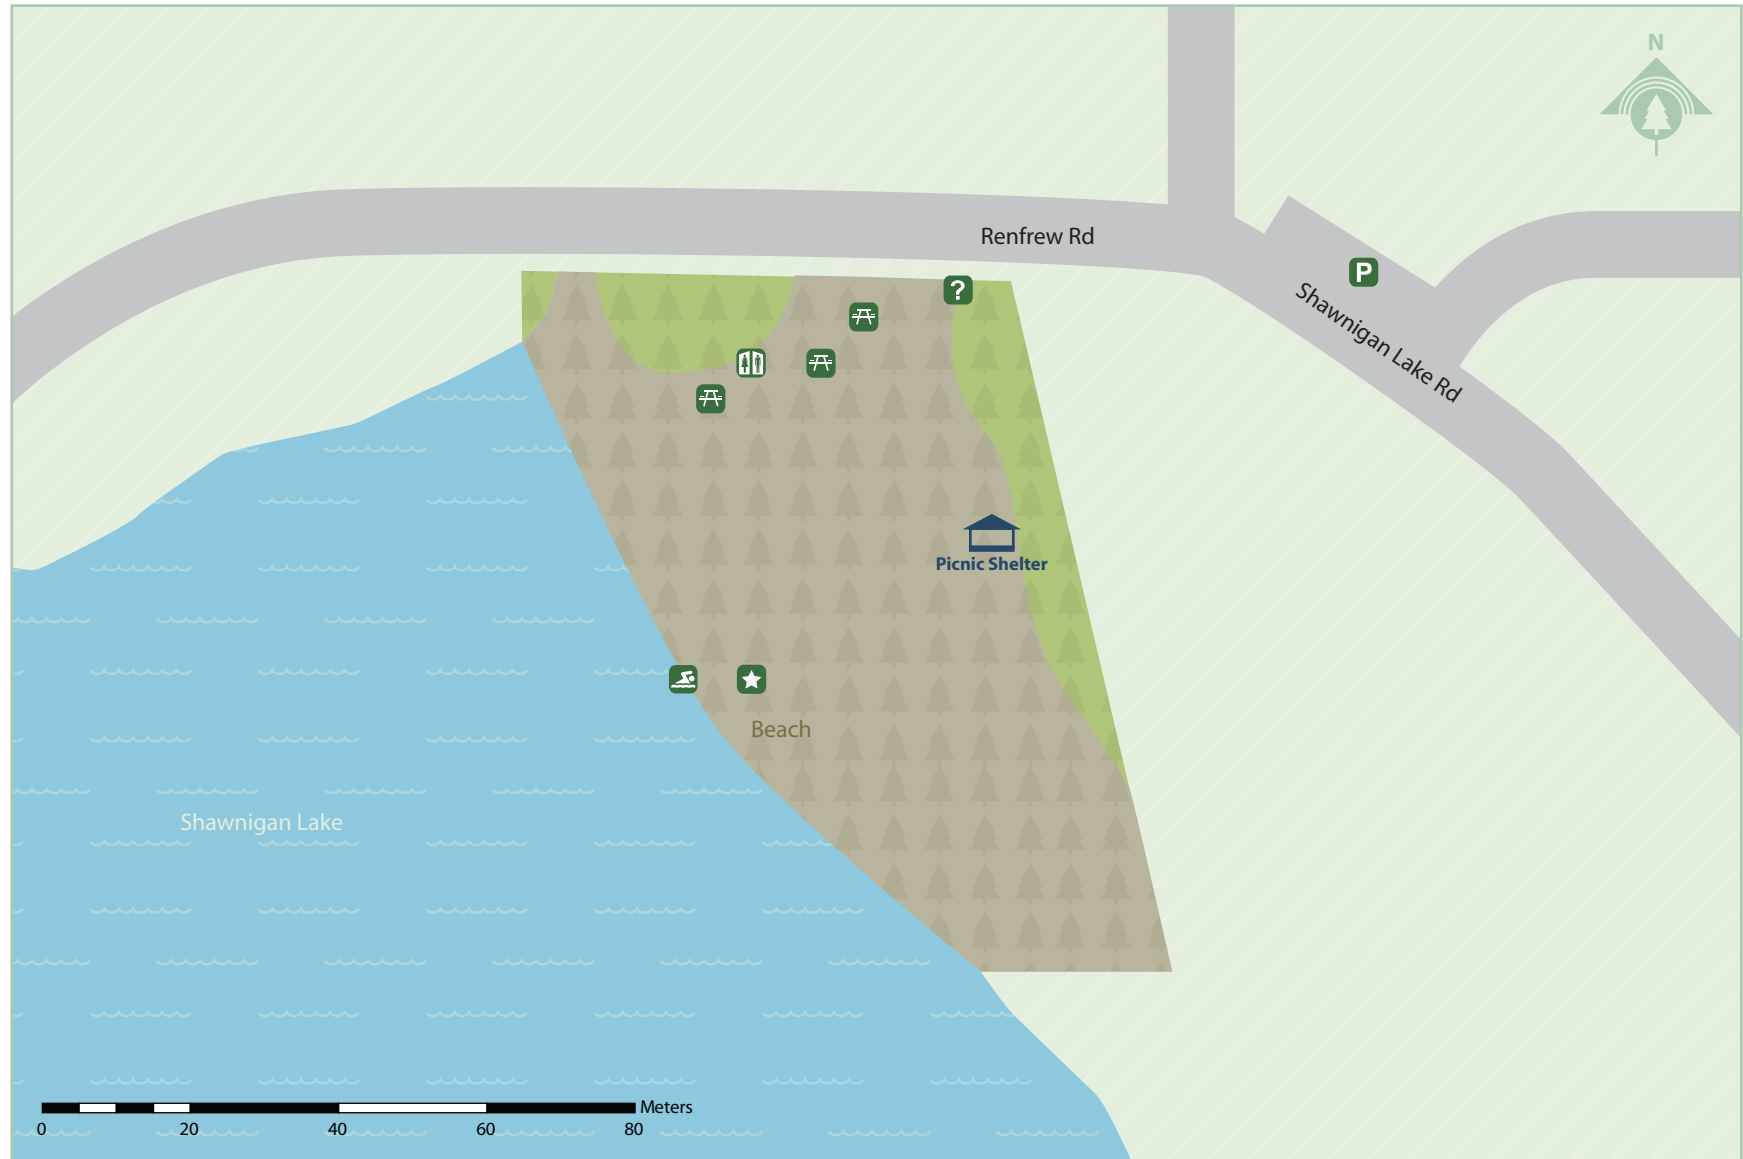 N
Renfrew Rd
?
P
Shawnigan Lake Rd
Picnic Shelter
Beach
Shawnigan Lake
Meters
0 20 40 60 80